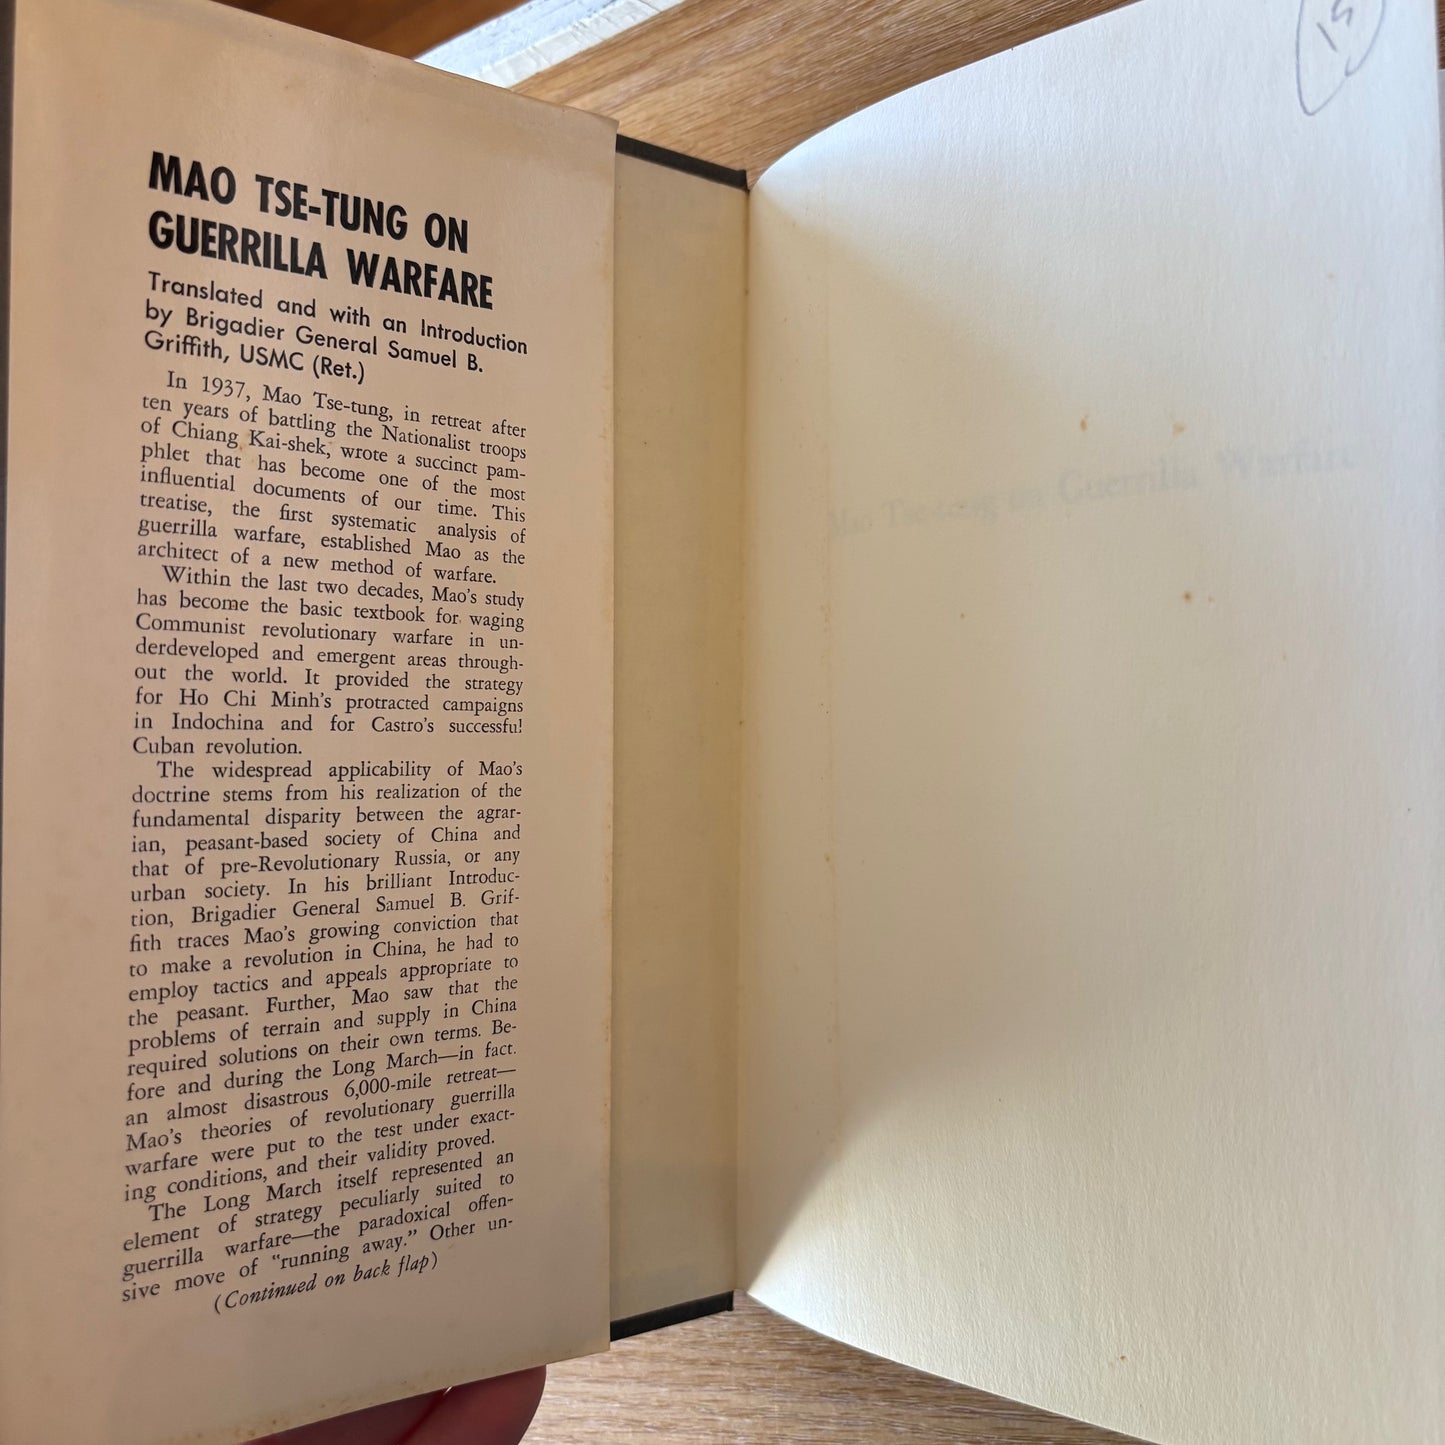 MAO TSE-TUNG ON
GUERRILLA WARFARE
Translated and with an Introduction
by Brigadier General Samuel B.
Griffith, USMC (Ret.)
In 1937, Mao Tse-tung, in retreat after
ten years of battling the Nationalist troops
of Chiang Kai-shek, wrote a succinct pam-
phlet that has become one of the most
influential documents of our time. This
treatise, the first systematic analysis of
guerrilla warfare, established Mao as the
architect of a new method of warfare.
Within the last two decades, Mao's study
has become the basic textbook for waging
Communist revolutionary warfare in un-
derdeveloped and emergent areas through-
out the world. It provided the strategy
for Ho Chi Minh's protracted campaigns
in Indochina and for Castro's successful
Cuban revolution.
The widespread applicability of Mao's
doctrine stems from his realization of the
fundamental disparity between the agrar-
ian, peasant-based society of China and
that of pre-Revolutionary Russia, or any
urban society. In his brilliant Introduc-
tion, Brigadier General Samuel B. Grif-
fith traces Mao's growing conviction that
to make a revolution in China, he had to
employ tactics and appeals appropriate to
the peasant. Further, Mao saw that the
problems of terrain and supply in China
required solutions on their own terms. Be-
fore and during the Long March—in fact.
an almost disastrous 6,000-mile retreat—
Mao's theories of revolutionary guerrilla
warfare were put to the test under exact-
ing conditions, and their validity proved.
The Long March itself represented an
element of strategy peculiarly suited to
guerrilla warfare—the paradoxical offen-
sive move of "running away." Other un-
(Continued on back flap)
15
Guerrilla Warfare